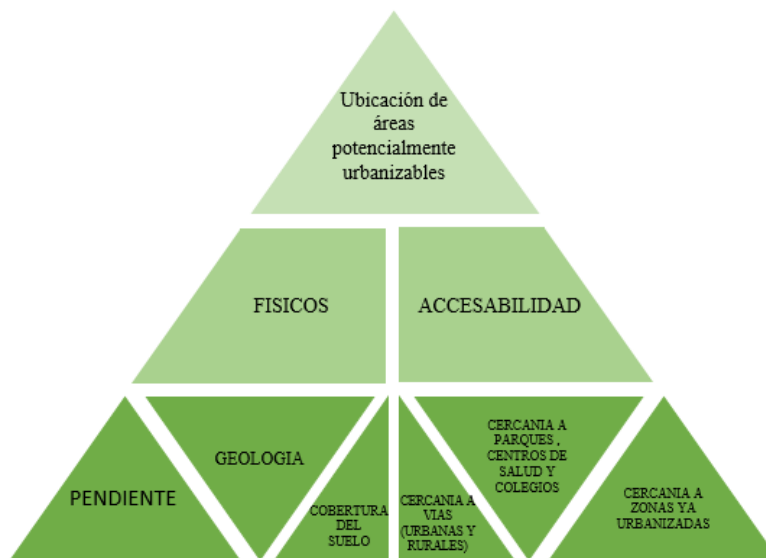 Ubicación de
áreas
potencialmente
urbanizables
FISICOS
ACCESABILIDAD
PENDIENTE
GEOLOGIA
COBERTURA
DEL
SUELO
CERCANIA A
VIAS
(URBANAS Y
RURALES)
CERCANIA A
PARQUES ,
CENTROS DE
SALUD Y
COLEGIOS
CERCANIA A
ZONAS YA
URBANIZADAS